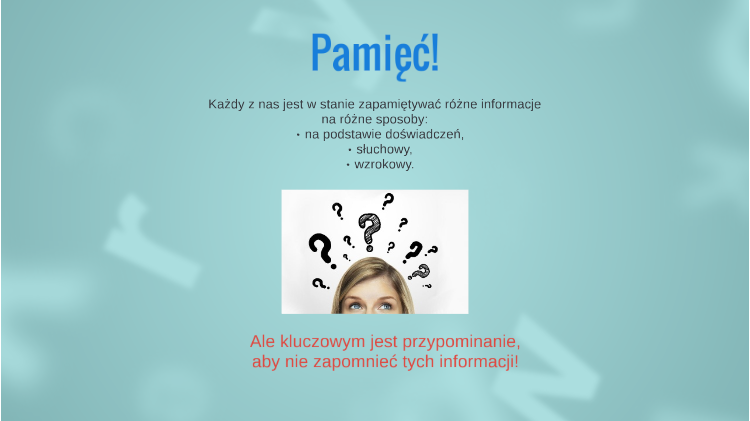 Pamięć!
Każdy z nas jest w stanie zapamiętywać różne informacje
na różne sposoby:
• na podstawie doświadczeń,
• słuchowy,
• wzrokowy.
Ale kluczowym jest przypominanie,
aby nie zapomnieć tych informacji!